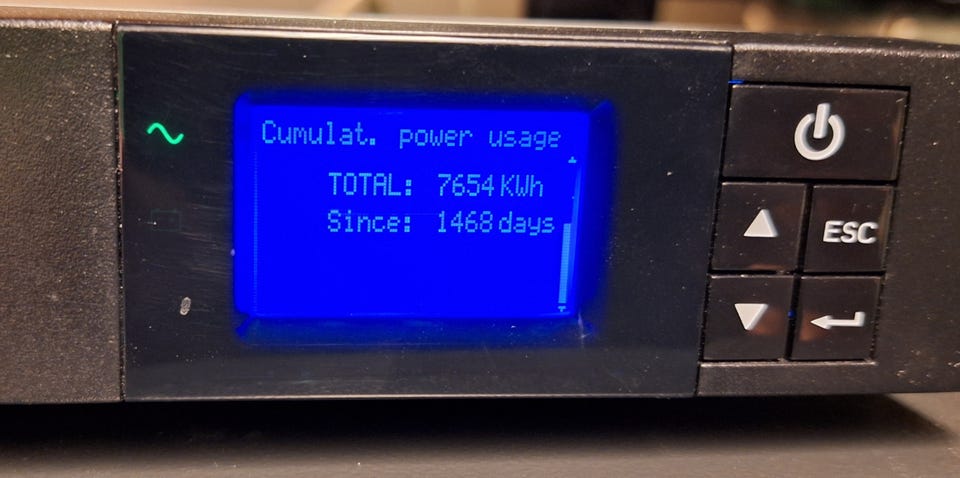 Cumulat. power usage
TOTAL: 7654 KWh
Since: 1468 days
ESC